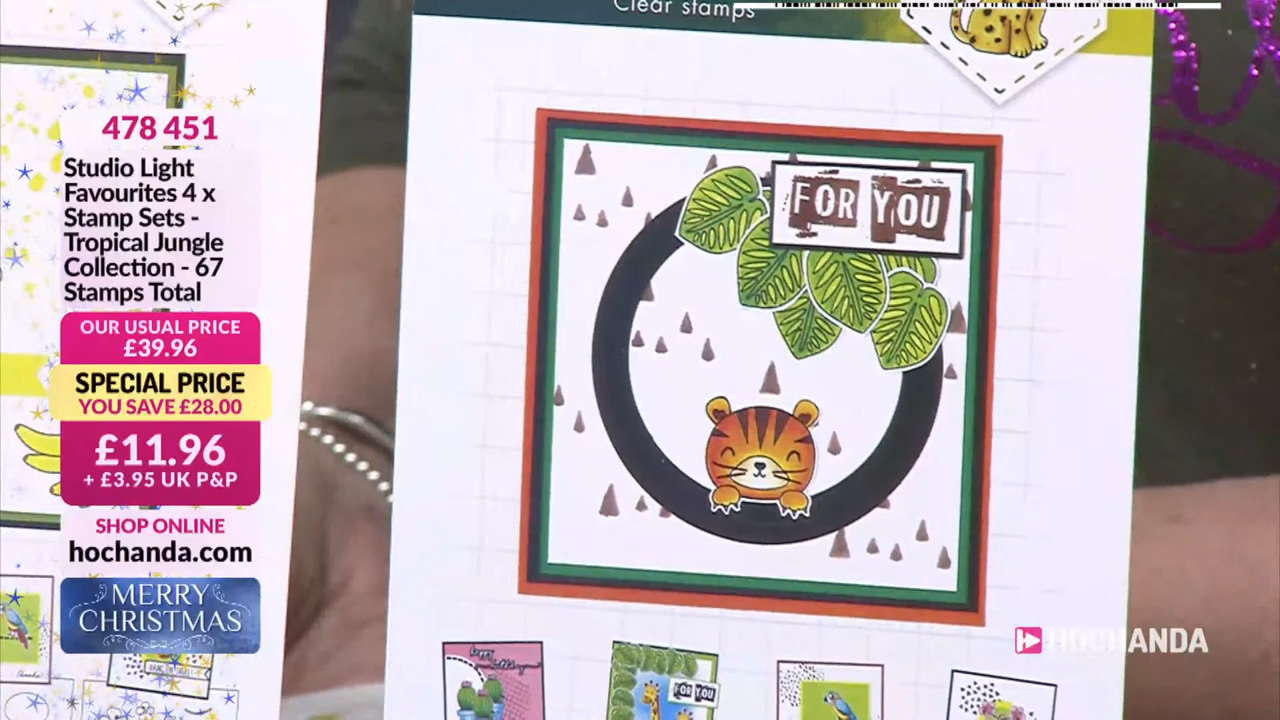 Clear stamps
478 451
Studio Light
Favourites 4 x
Stamp Sets -
Tropical Jungle
Collection - 67
Stamps Total
OUR USUAL PRICE
£39.96
SPECIAL PRICE
YOU SAVE £28.00
£11.96
+ £3.95 UK P&P
SHOP ONLINE
hochanda.com
MERRY
CHRISTMAS
FOR YOU
HOCHANDA
happy
FOR YOU